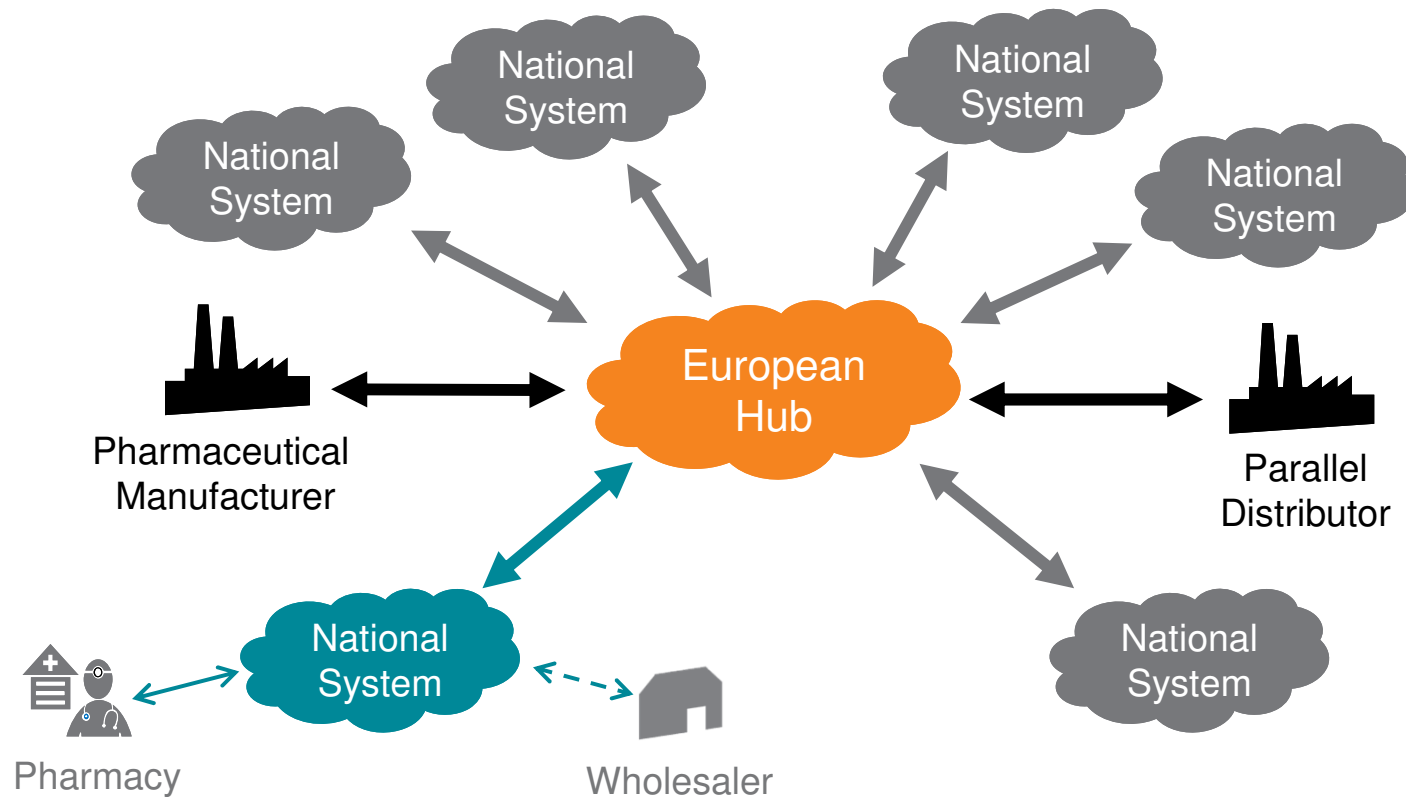 National
System
National
System
National
System
National
System
European
Hub
Pharmaceutical
Manufacturer
Parallel
Distributor
National
System
National
System
Pharmacy
Wholesaler